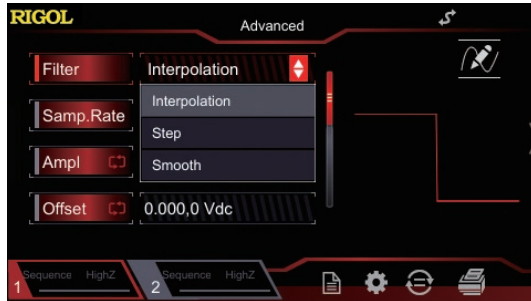 RIGOL
Advanced
Filter
Interpolation
Interpolation
Samp.Rate
Step
Ampl
Smooth
Offset
0.000,0 Vdc
1
Sequence HighZ
2
Sequence HighZ